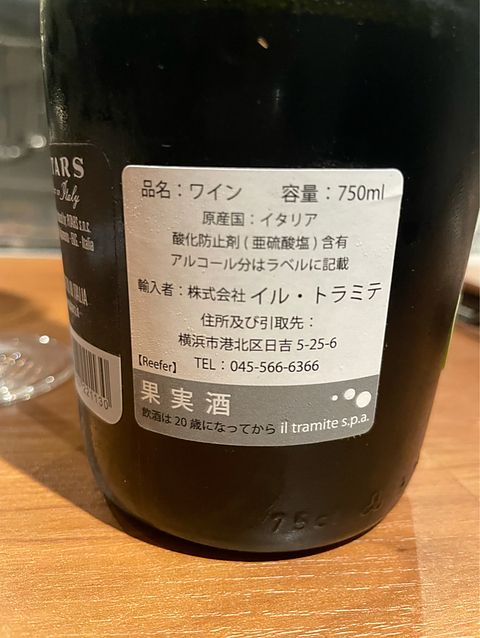 TARS
Italy
S.R.C.
- Italia
ITALIA
221130
品名：ワイン 容量：750ml
原産国：イタリア
酸化防止剤(亜硫酸塩)含有
アルコール分はラベルに記載
輸入者：株式会社 イル・トラミテ
住所及び引取先：
横浜市港北区日吉 5-25-6
【Reefer】 TEL：045-566-6366
果実酒
飲酒は20歳になってから il tramite s.p.a.
75c